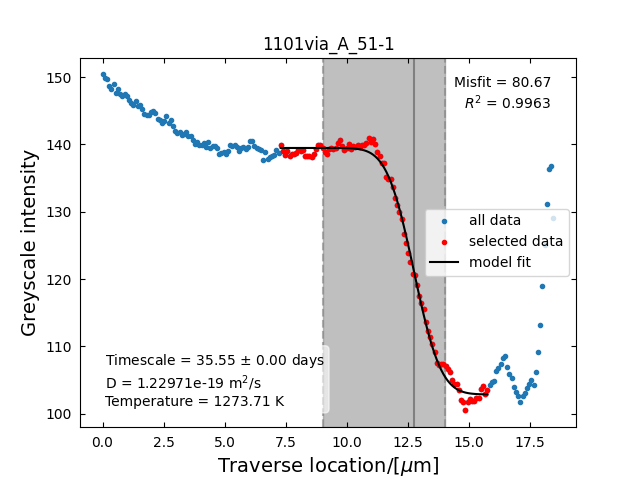 1101via_A_51-1
Misfit = 80.67
R² = 0.9963
150
140
130
120
110
100
Greyscale intensity
all data
selected data
model fit
Timescale = 35.55 ± 0.00 days
D = 1.22971e-19 m²/s
Temperature = 1273.71 K
0.0 2.5 5.0 7.5 10.0 12.5 15.0 17.5
Traverse location/[μm]